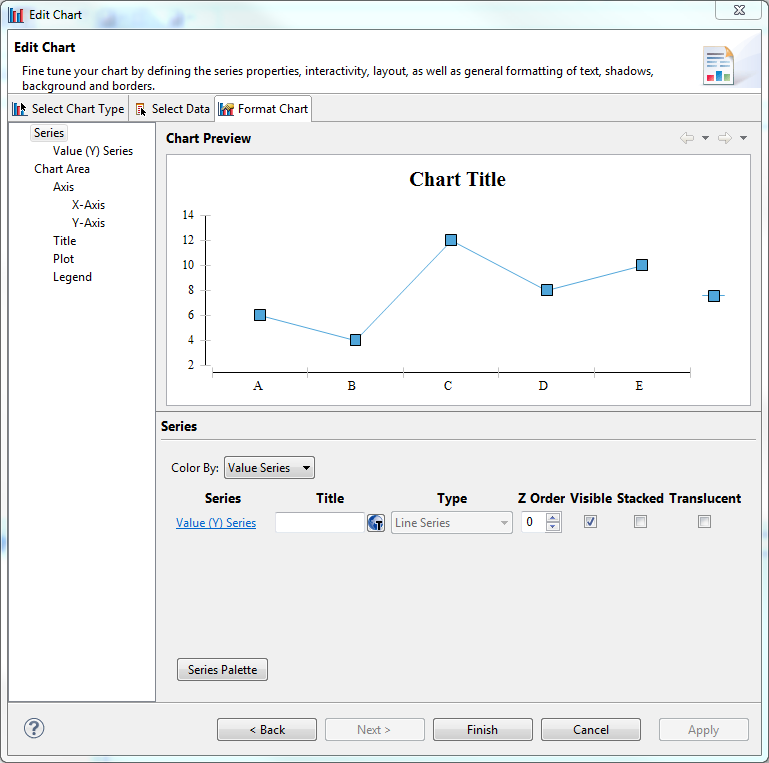 Edit Chart
Edit Chart
Fine tune your chart by defining the series properties, interactivity, layout, as well as general formatting of text, shadows,
background and borders.
Select Chart Type Select Data Format Chart
Series
Value (Y) Series
Chart Area
Axis
X-Axis
Y-Axis
Title
Plot
Legend
Chart Preview
Chart Title
14
12
10
8
6
4
2
A B C D E
Series
Color By: Value Series
Series Title Type Z Order Visible Stacked Translucent
Value (Y) Series Line Series 0
Series Palette
? < Back Next > Finish Cancel Apply